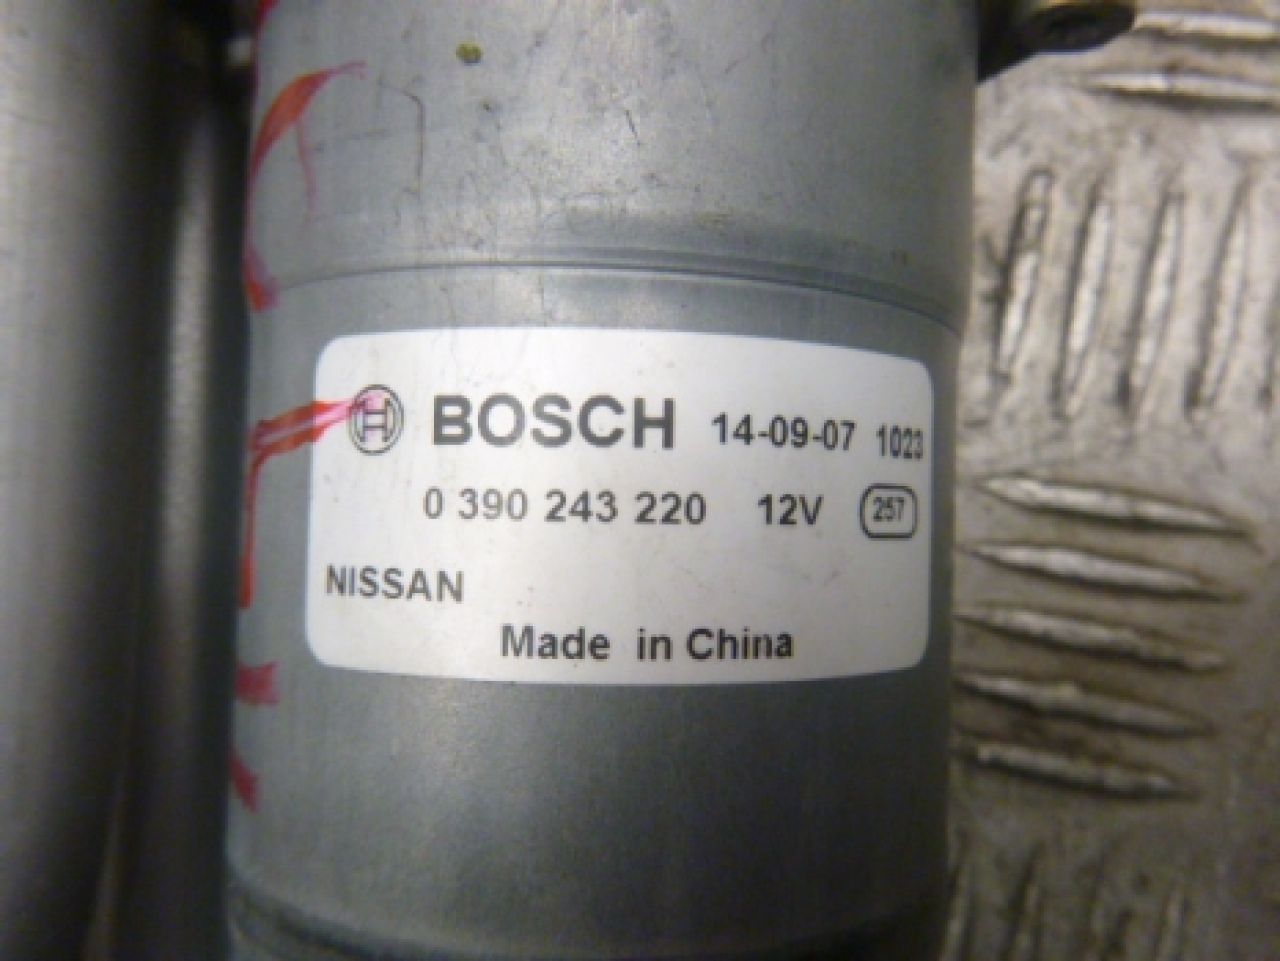 BOSCH 14-09-07 1023
0 390 243 220 12V 257
NISSAN
Made in China